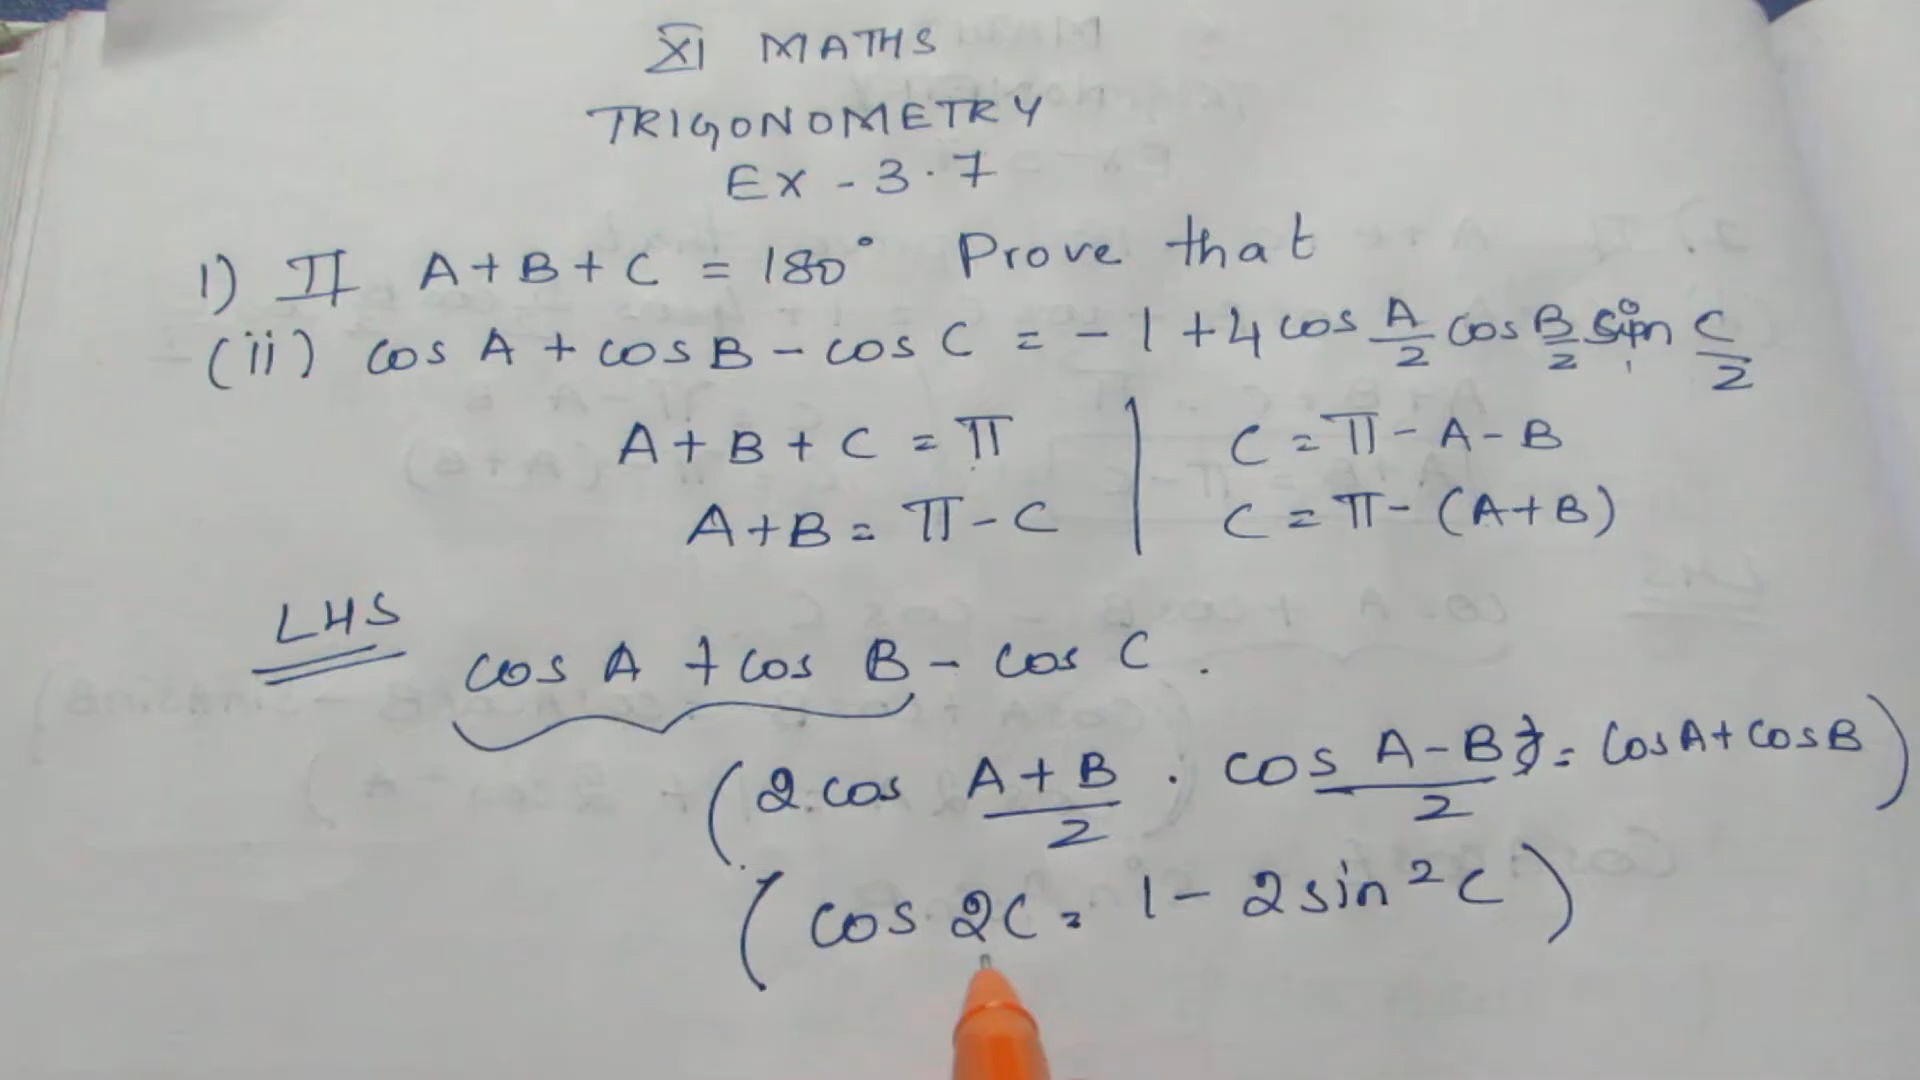 XI MATHS
TRIGONOMETRY
EX - 3.7
1) If A + B + C = 180° Prove that
(ii) cos A + cos B - cos C = -1 + 4 cos A/2 cos B/2 sin C/2
A + B + C = π | C = π - A - B
A + B = π - C | C = π - (A + B)
LHS
cos A + cos B - cos C.
(2 cos A + B/2 . cos A - B/2 = cos A + cos B)
(cos 2C = 1 - 2 sin² C)